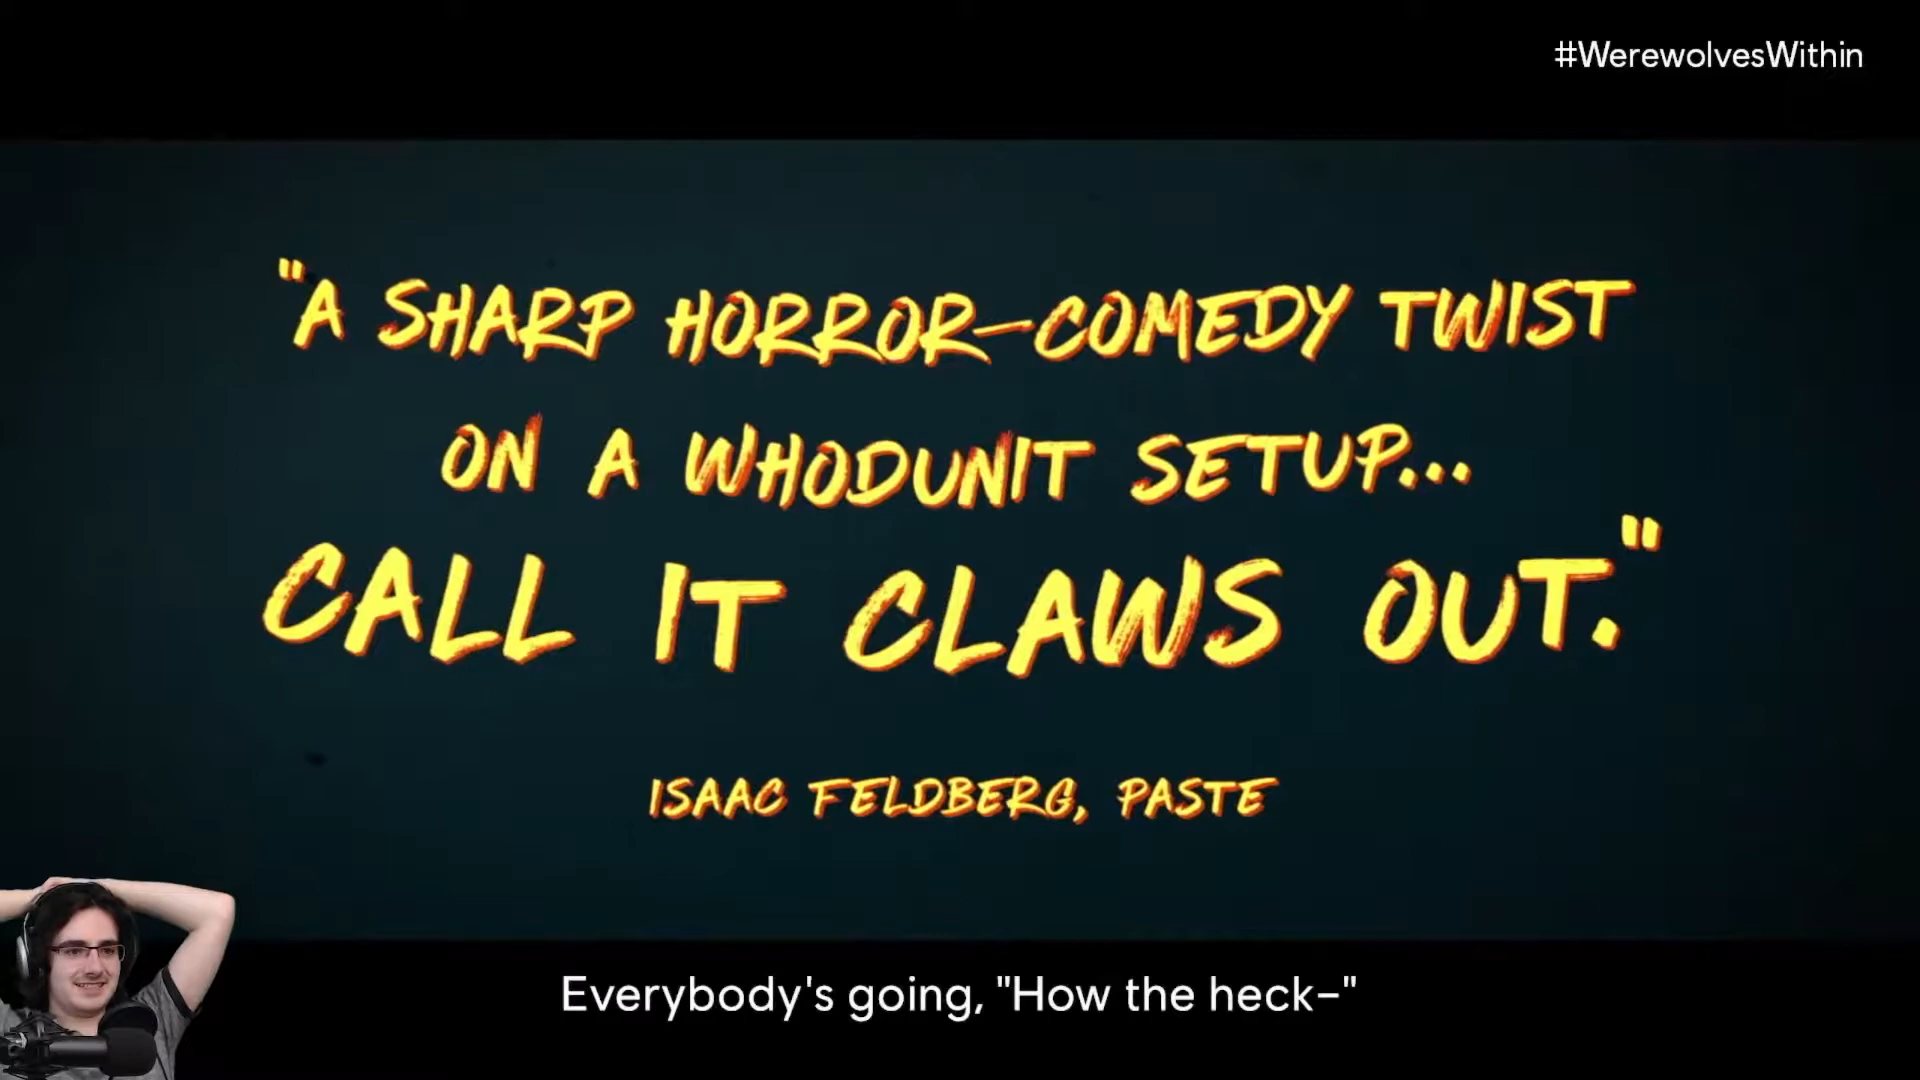 #WerewolvesWithin
"A SHARP HORROR-COMEDY TWIST
ON A WHODUNIT SETUP...
CALL IT CLAWS OUT."
ISAAC FELDBERG, PASTE
Everybody's going, "How the heck–"